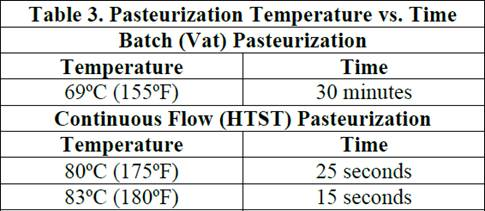 Table 3. Pasteurization Temperature vs. Time
Batch (Vat) Pasteurization
Temperature Time
69ºC (155ºF) 30 minutes
Continuous Flow (HTST) Pasteurization
Temperature Time
80ºC (175ºF) 25 seconds
83ºC (180ºF) 15 seconds